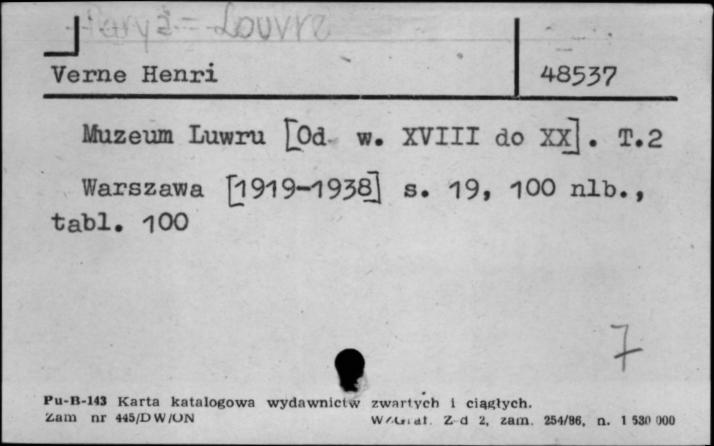 Paryż - Louvre
Verne Henri
48537
Muzeum Luwru [Od w. XVIII do XX]. T.2
Warszawa [1919-1938] s. 19, 100 nlb.,
tabl. 100
7
Pu-B-143 Karta katalogowa wydawnictw zwartych i ciągłych.
Zam nr 445/DW/ON
Z-d 2, zam. 254/86, n. 1 530 000